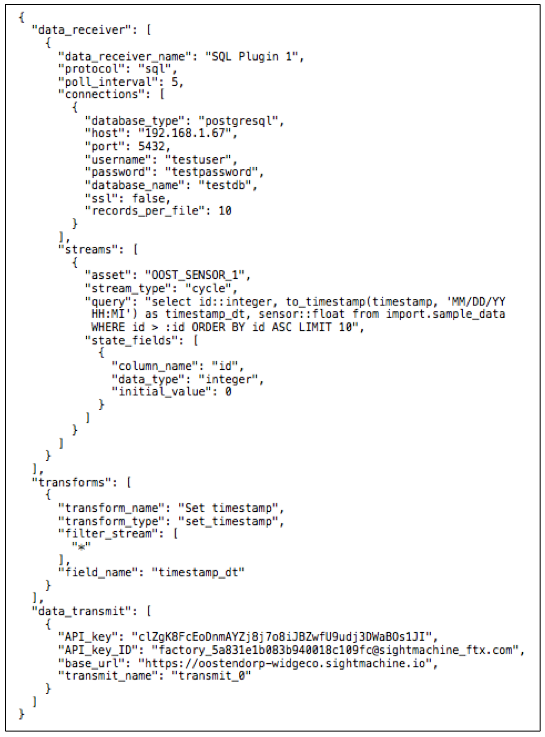 {
  "data_receiver": [
    {
      "data_receiver_name": "SQL Plugin 1",
      "protocol": "sql",
      "poll_interval": 5,
      "connections": [
        {
          "database_type": "postgresql",
          "host": "192.168.1.67",
          "port": 5432,
          "username": "testuser",
          "password": "testpassword",
          "database_name": "testdb",
          "ssl": false,
          "records_per_file": 10
        }
      ],
      "streams": [
        {
          "asset": "OOST_SENSOR_1",
          "stream_type": "cycle",
          "query": "select id::integer, to_timestamp(timestamp, 'MM/DD/YY
           HH:MI') as timestamp_dt, sensor::float from import.sample_data
           WHERE id > :id ORDER BY id ASC LIMIT 10",
          "state_fields": [
            {
              "column_name": "id",
              "data_type": "integer",
              "initial_value": 0
            }
          ]
        }
      ]
    }
  ],
  "transforms": [
    {
      "transform_name": "Set timestamp",
      "transform_type": "set_timestamp",
      "filter_stream": [
        "*"
      ],
      "field_name": "timestamp_dt"
    }
  ],
  "data_transmit": [
    {
      "API_key": "clZgK8FcEoDnmAYZj8j7o8iJBZwfU9udj3DWaBOs1JI",
      "API_key_ID": "factory_5a831e1b083b940018c109fc@sightmachine_ftx.com",
      "base_url": "https://oostendorp-widgeco.sightmachine.io",
      "transmit_name": "transmit_0"
    }
  ]
}